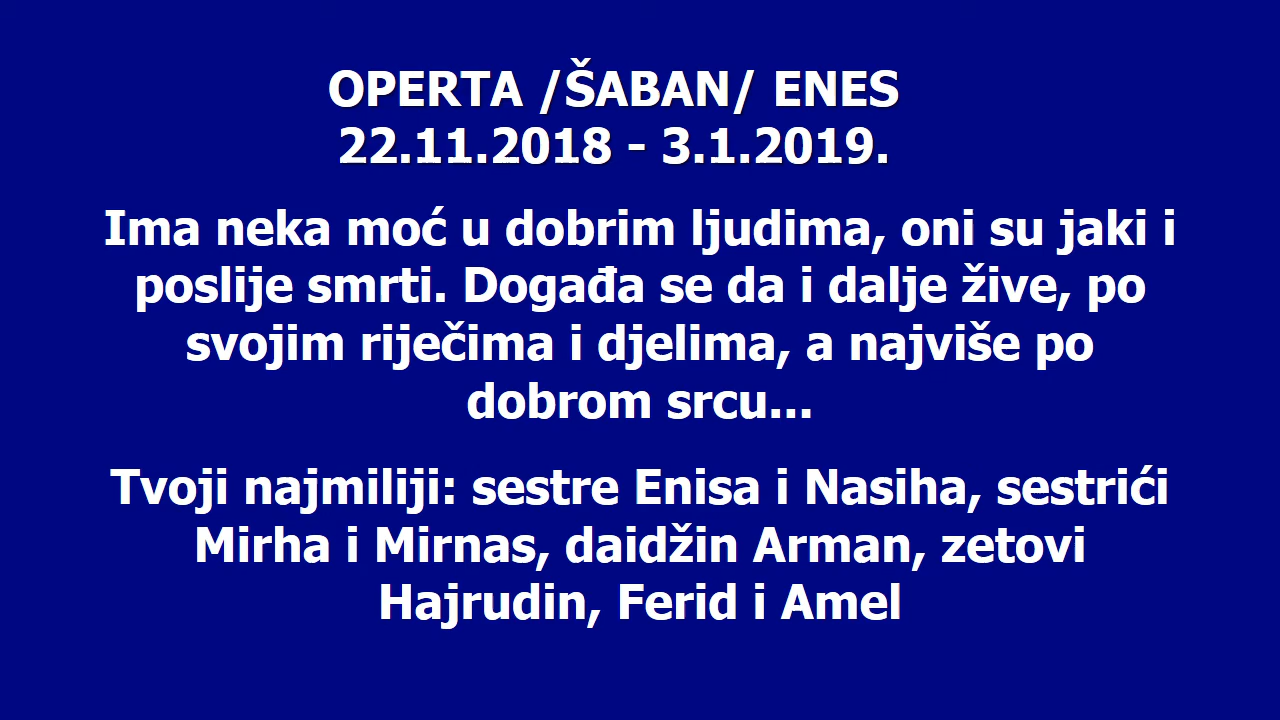 OPERTA /ŠABAN/ ENES
22.11.2018 - 3.1.2019.
Ima neka moć u dobrim ljudima, oni su jaki i
poslije smrti. Događa se da i dalje žive, po
svojim riječima i djelima, a najviše po
dobrom srcu...
Tvoji najmiliji: sestre Enisa i Nasiha, sestrići
Mirha i Mirnas, daidžin Arman, zetovi
Hajrudin, Ferid i Amel